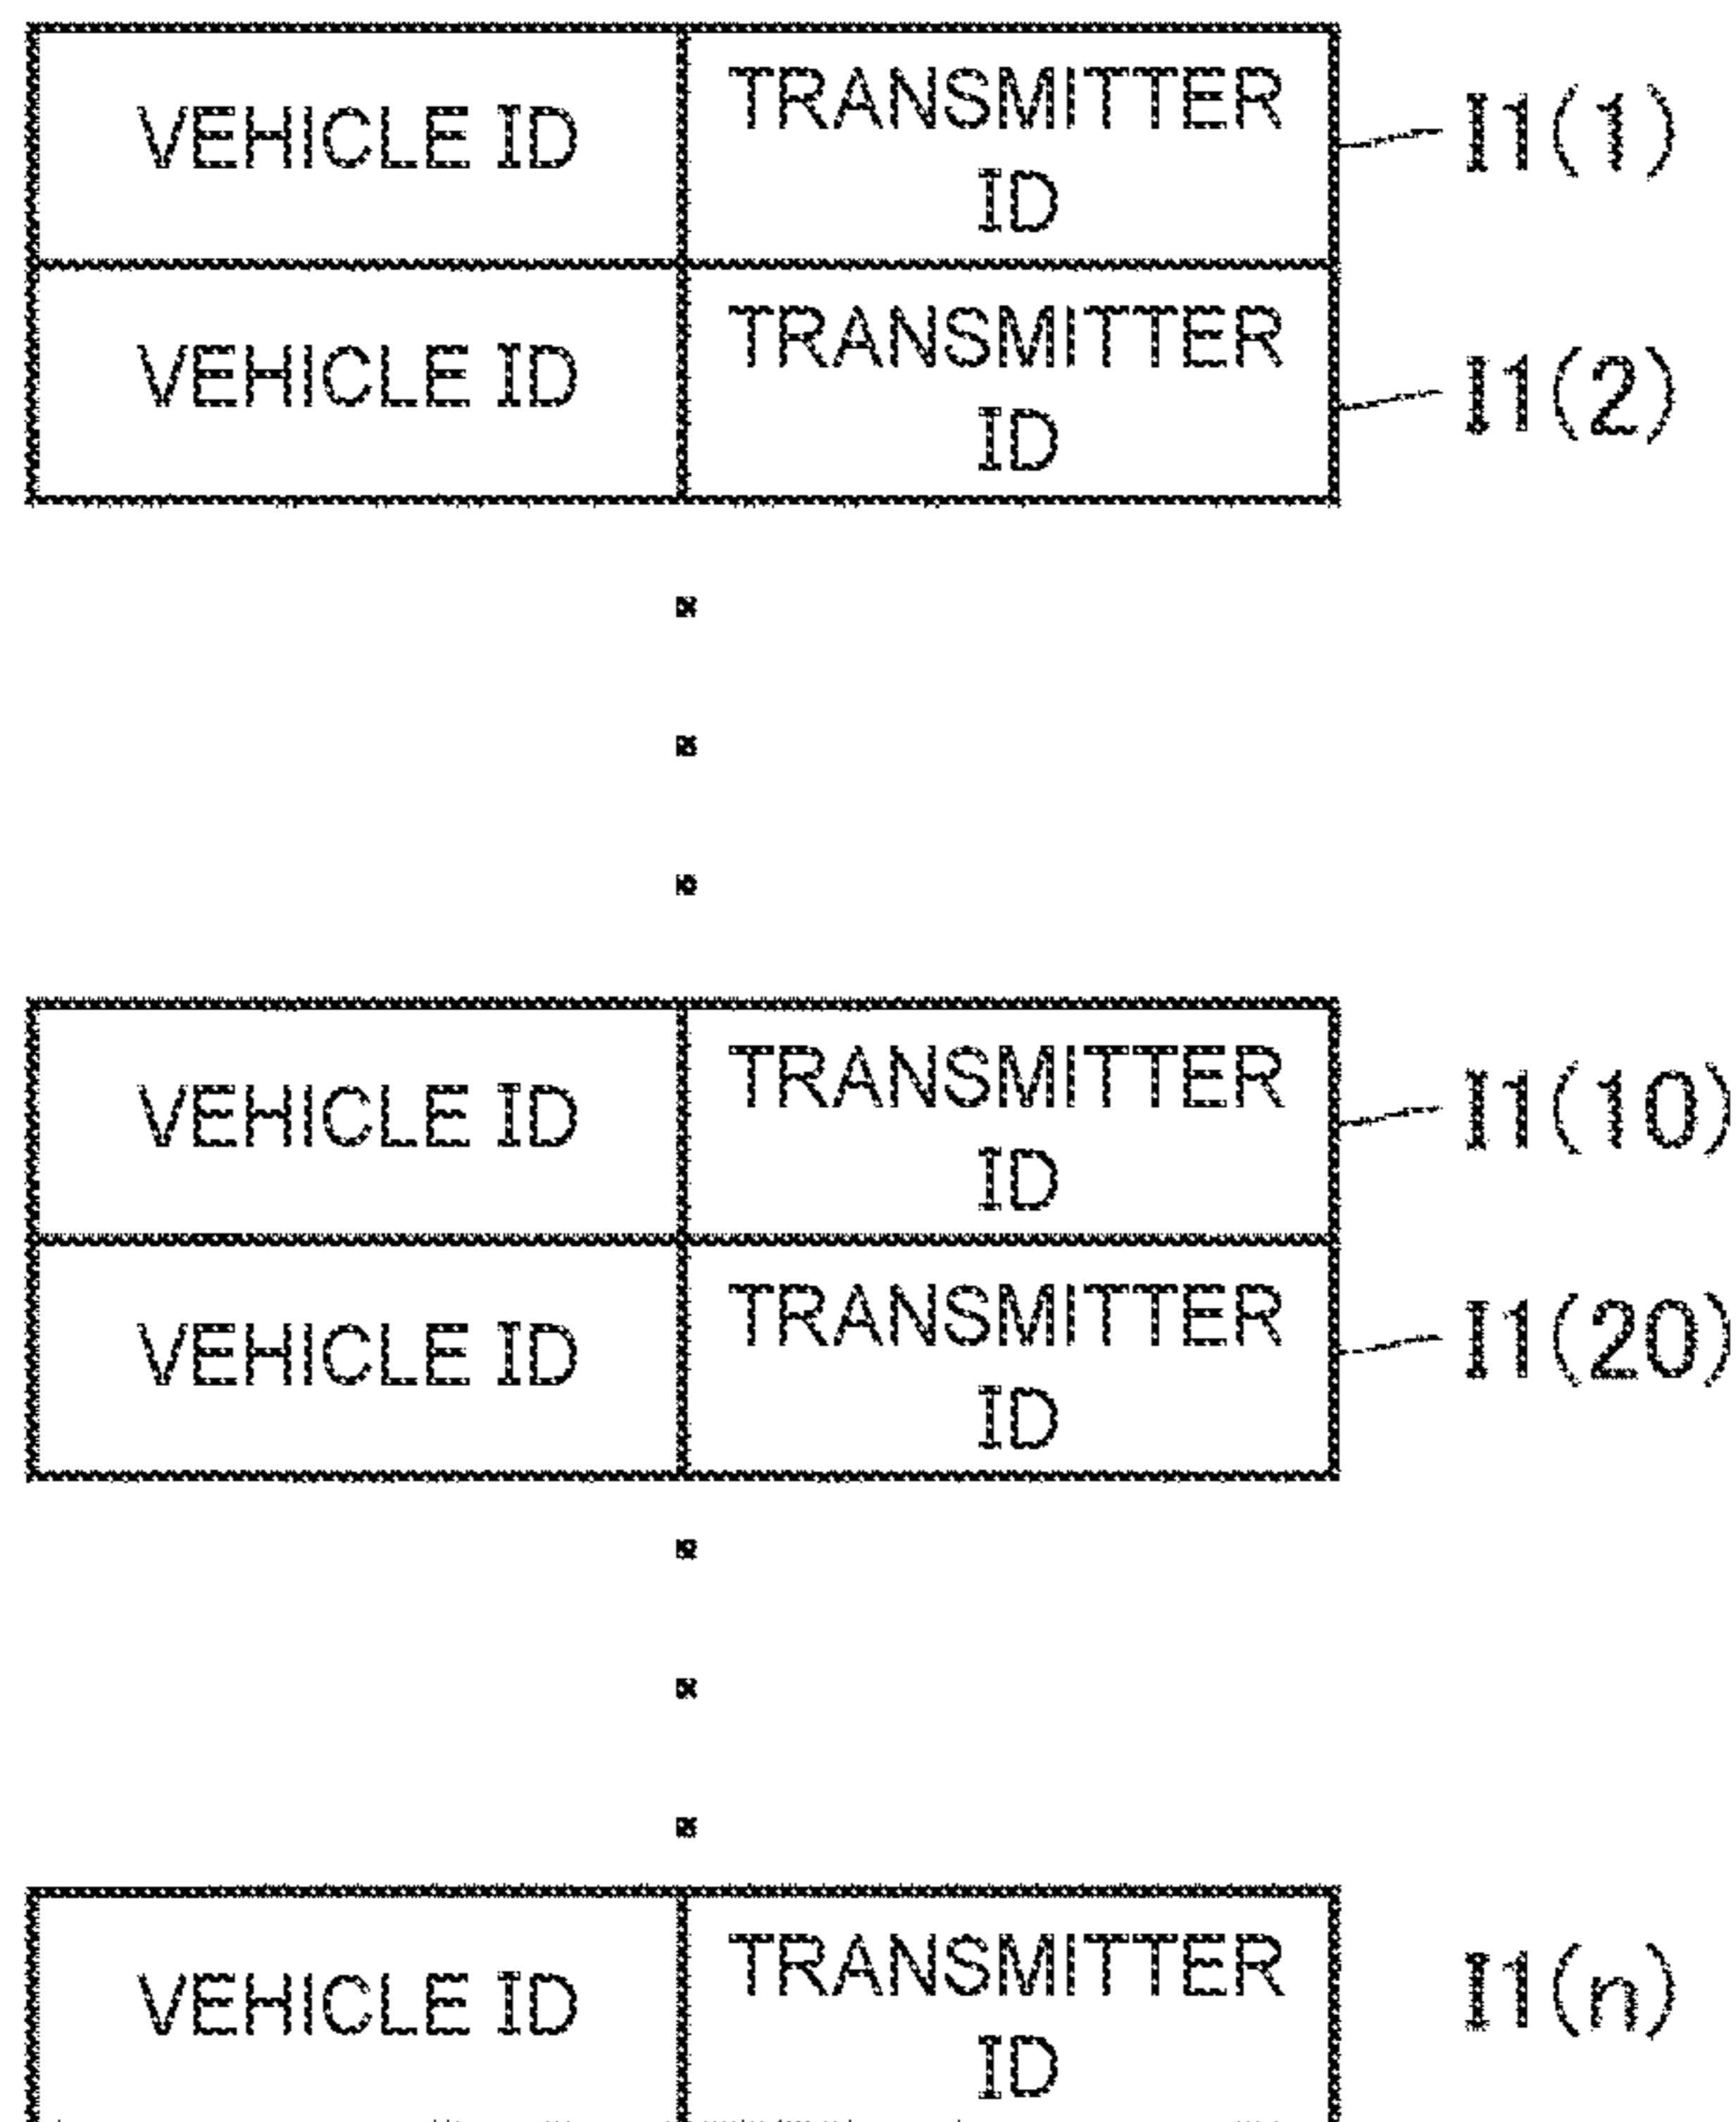 VEHICLE ID
TRANSMITTER
ID
I1(1)
VEHICLE ID
TRANSMITTER
ID
I1(2)
VEHICLE ID
TRANSMITTER
ID
I1(10)
VEHICLE ID
TRANSMITTER
ID
I1(20)
VEHICLE ID
TRANSMITTER
ID
I1(n)